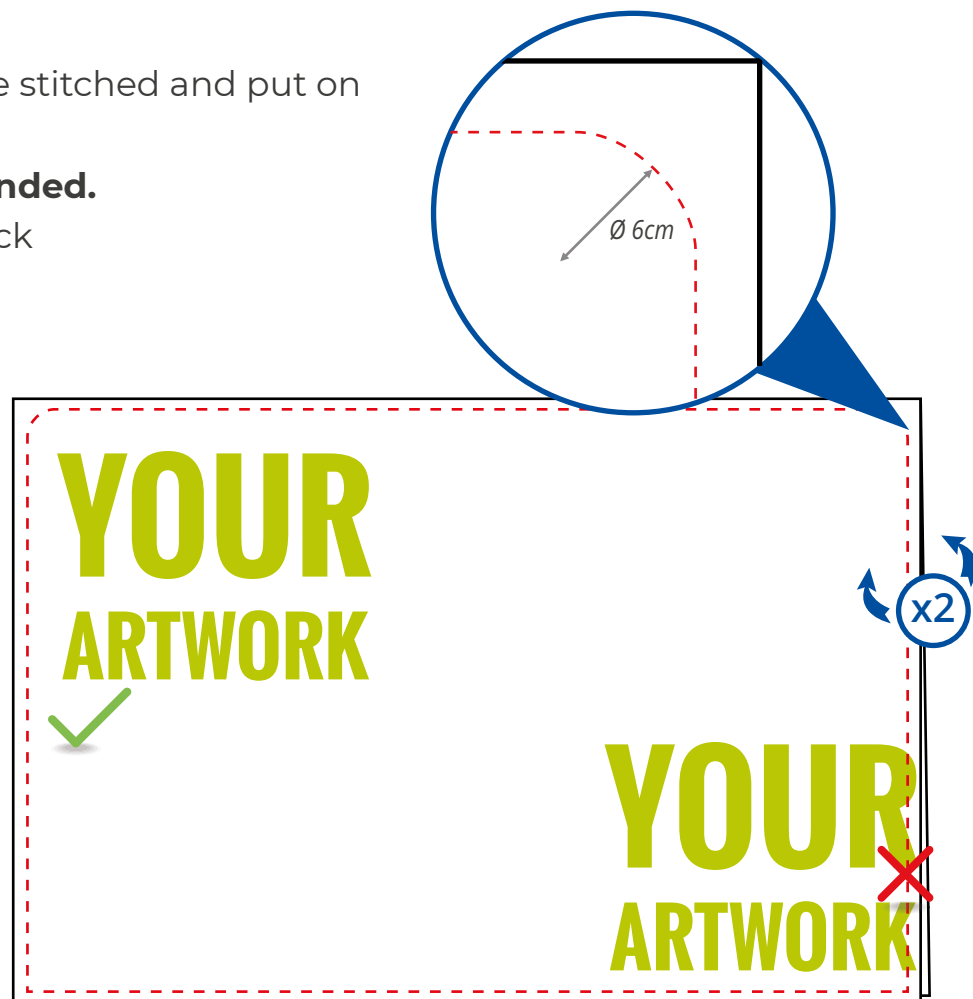 e stitched and put on
nded.
ck
Ø 6cm
YOUR
ARTWORK
x2
YOUR
ARTWORK